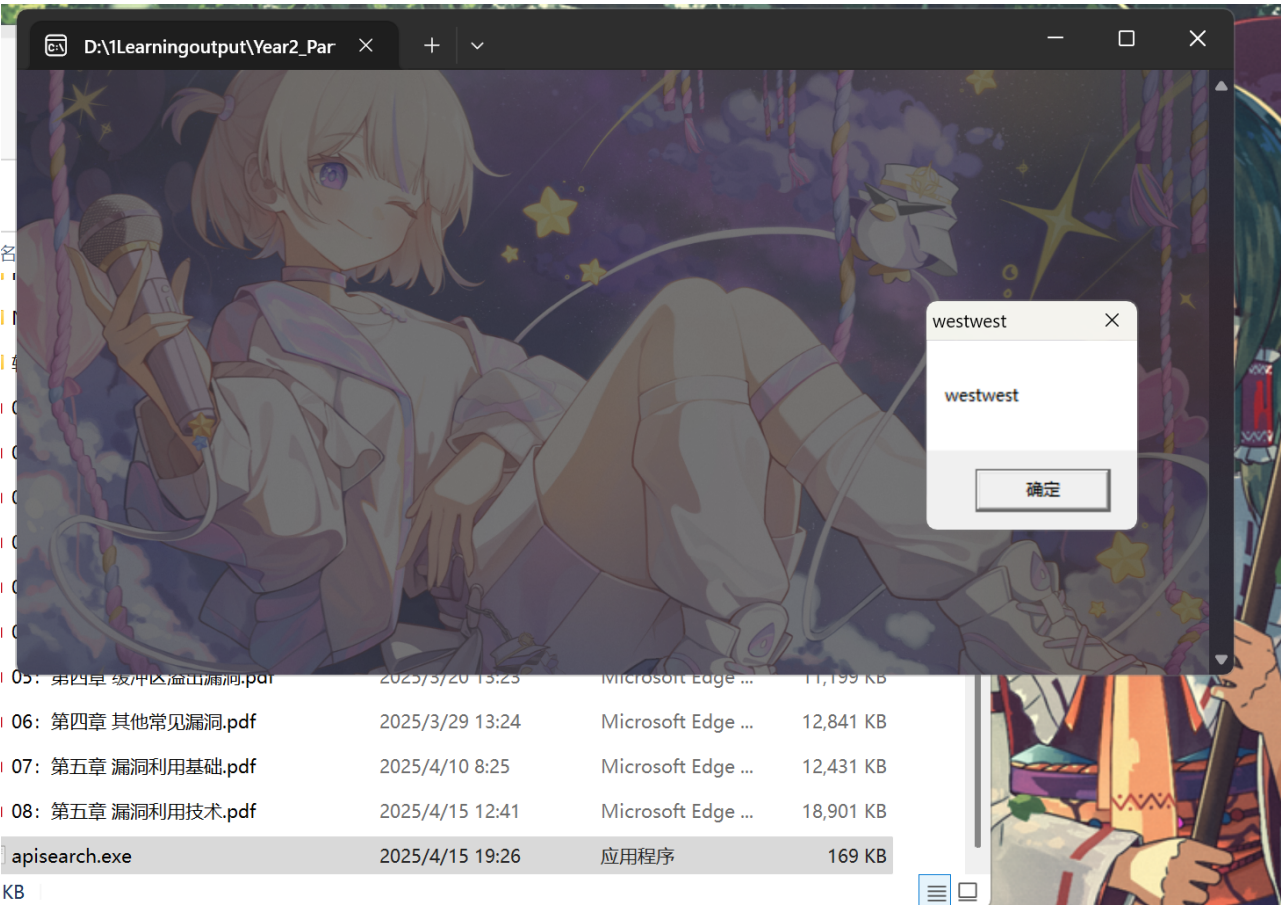 D:\1Learningoutput\Year2_Par
westwest
westwest
确定
名
05：第四章 缓冲区溢出漏洞.pdf 2025/3/20 13:23 Microsoft Edge ... 11,199 KB
06：第四章 其他常见漏洞.pdf 2025/3/29 13:24 Microsoft Edge ... 12,841 KB
07：第五章 漏洞利用基础.pdf 2025/4/10 8:25 Microsoft Edge ... 12,431 KB
08：第五章 漏洞利用技术.pdf 2025/4/15 12:41 Microsoft Edge ... 18,901 KB
apisearch.exe 2025/4/15 19:26 应用程序 169 KB
KB